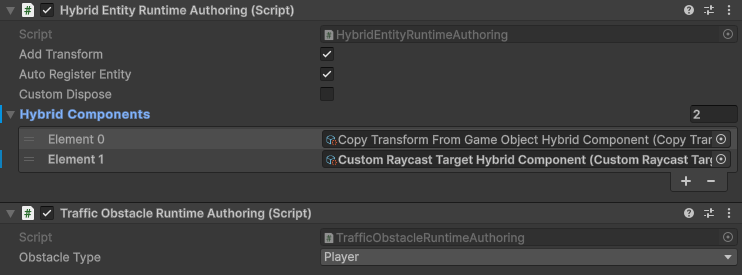 Hybrid Entity Runtime Authoring (Script)
Script HybridEntityRuntimeAuthoring
Add Transform
Auto Register Entity
Custom Dispose
Hybrid Components 2
Element 0 Copy Transform From Game Object Hybrid Component (Copy Tran
Element 1 Custom Raycast Target Hybrid Component (Custom Raycast Targ
Traffic Obstacle Runtime Authoring (Script)
Script TrafficObstacleRuntimeAuthoring
Obstacle Type Player